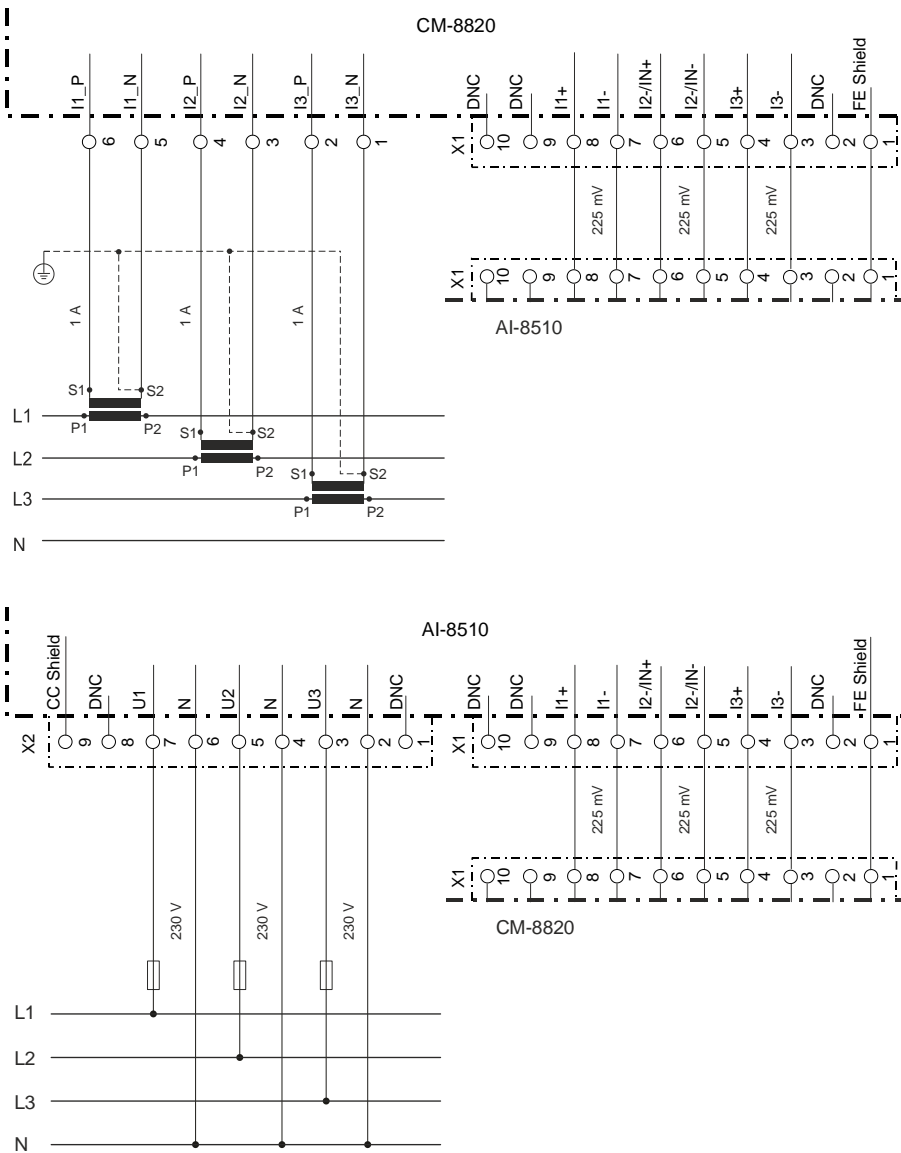 CM-8820
I1_P
I1_N
I2_P
I2_N
I3_P
I3_N
6
5
4
3
2
1
DNC
DNC
I1+
I1-
I2-/IN+
I2-/IN-
I3+
I3-
DNC
FE Shield
X1
10
9
8
7
6
5
4
3
2
1
225 mV
225 mV
225 mV
X1
10
9
8
7
6
5
4
3
2
1
AI-8510
1 A
1 A
1 A
S1
S2
L1
P1
P2
S1
S2
L2
P1
P2
S1
S2
L3
P1
P2
N
AI-8510
CC Shield
DNC
U1
N
U2
N
U3
N
DNC
X2
9
8
7
6
5
4
3
2
1
DNC
DNC
I1+
I1-
I2-/IN+
I2-/IN-
I3+
I3-
DNC
FE Shield
X1
10
9
8
7
6
5
4
3
2
1
225 mV
225 mV
225 mV
X1
10
9
8
7
6
5
4
3
2
1
CM-8820
230 V
230 V
230 V
L1
L2
L3
N